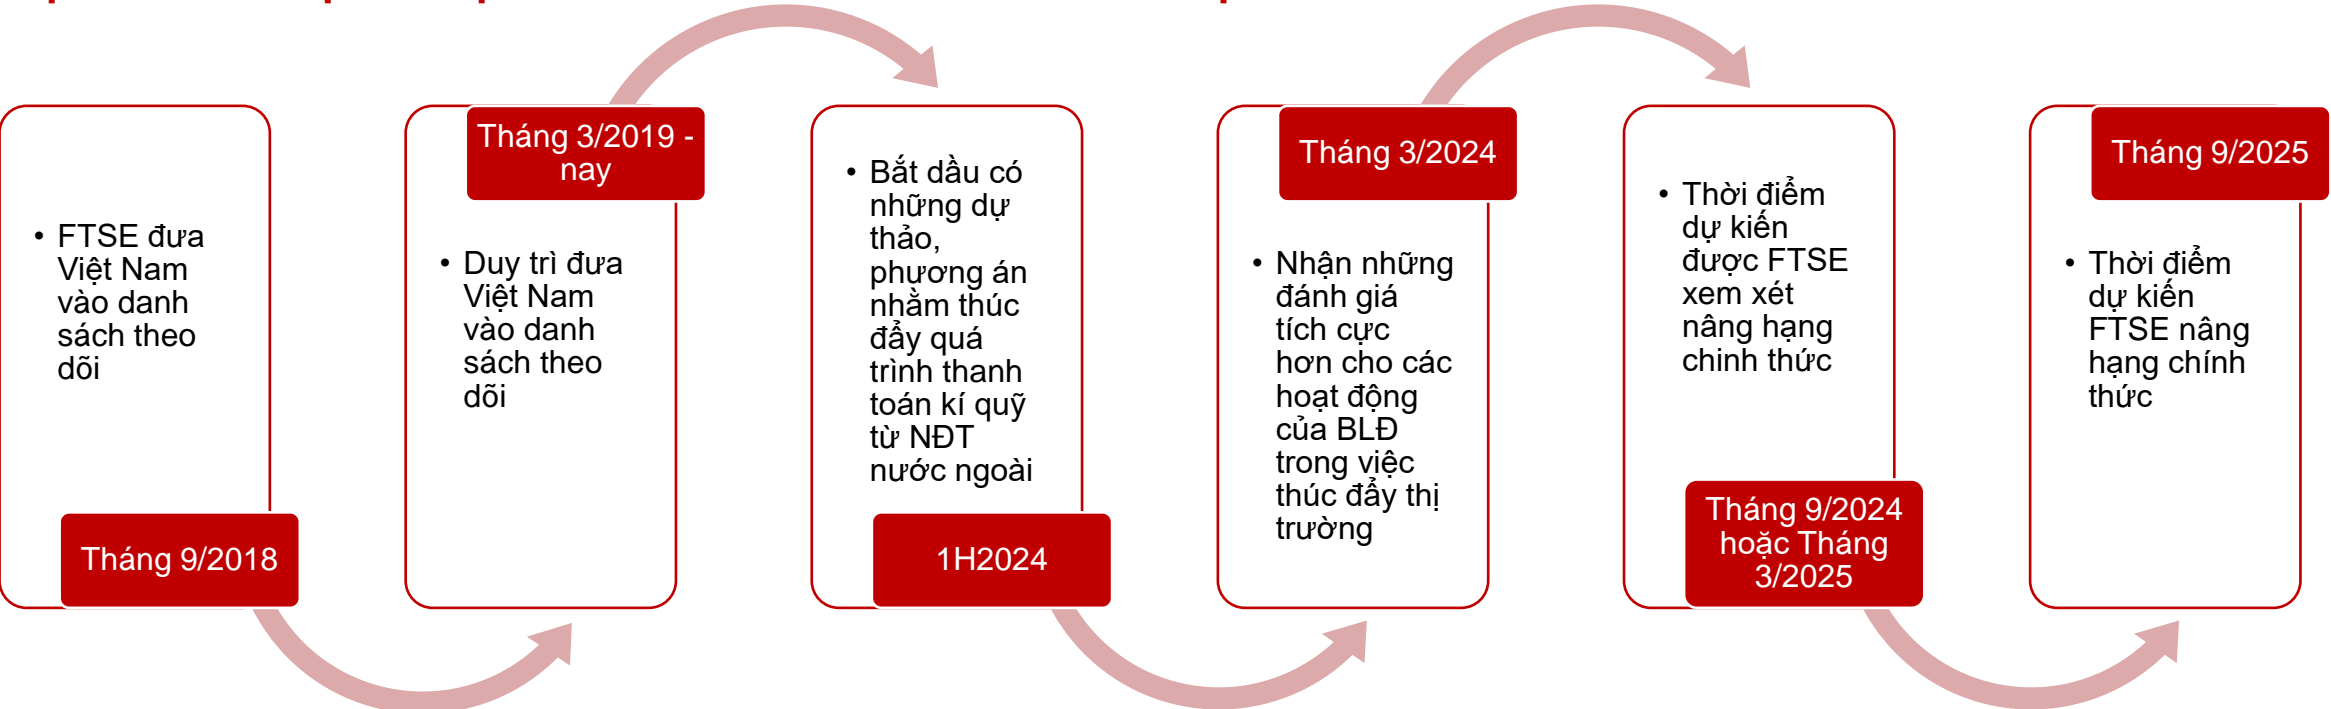 • FTSE đưa
Việt Nam
vào danh
sách theo
dõi
Tháng 9/2018
Tháng 3/2019 -
nay
• Duy trì đưa
Việt Nam
vào danh
sách theo
dõi
• Bắt dầu có
những dự
thảo,
phương án
nhằm thúc
đẩy quá
trình thanh
toán kí quỹ
từ NĐT
nước ngoài
1H2024
Tháng 3/2024
• Nhận những
đánh giá
tích cực
hơn cho các
hoạt động
của BLĐ
trong việc
thúc đẩy thị
trường
• Thời điểm
dự kiến
được FTSE
xem xét
nâng hạng
chinh thức
Tháng 9/2024
hoặc Tháng
3/2025
Tháng 9/2025
• Thời điểm
dự kiến
FTSE nâng
hạng chính
thức